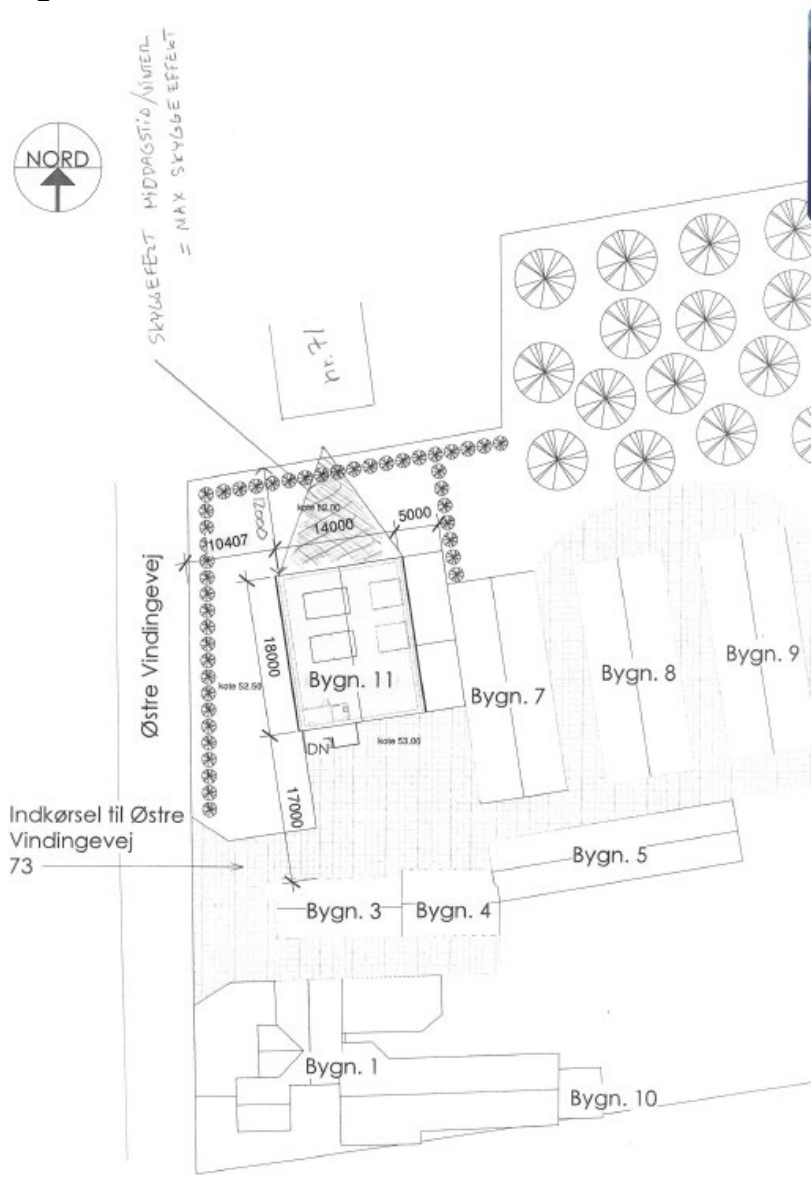 SKYGGEFELT MIDDAGSTID/VINTER
= MAX SKYGGE EFFEKT
NORD
nr. 71
12000
kote 52.00
14000
5000
10407
Østre Vindingevej
18000
kote 52.50
Bygn. 11
Bygn. 7
Bygn. 8
Bygn. 9
DN
kote 53.00
17000
Indkørsel til Østre
Vindingevej
73
Bygn. 5
Bygn. 3
Bygn. 4
Bygn. 1
Bygn. 10